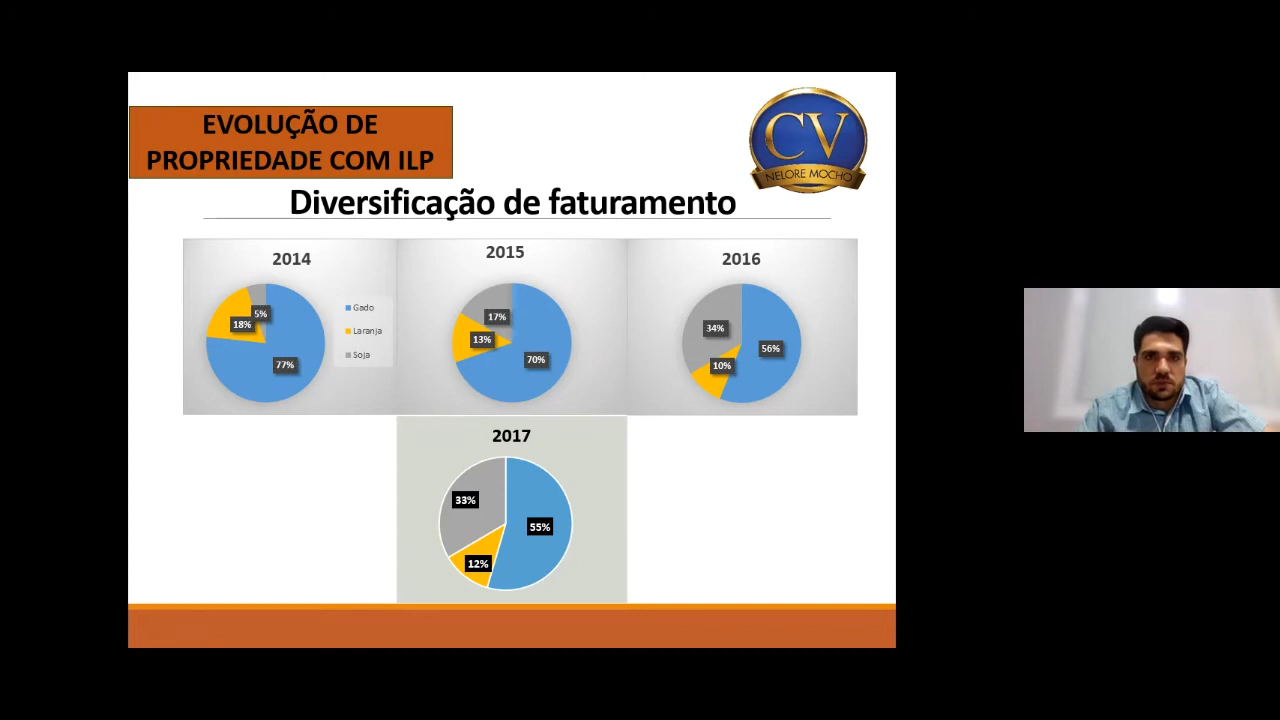 EVOLUÇÃO DE
PROPRIEDADE COM ILP
CV
NELORE MOCHO
Diversificação de faturamento
2014
5%
18%
77%
Gado
Laranja
Soja
2015
17%
13%
70%
2016
34%
10%
56%
2017
33%
55%
12%